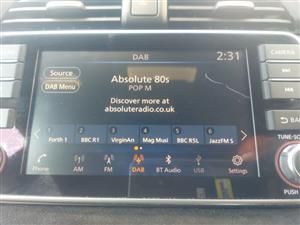 DAB
2:31
Source
DAB Menu
Absolute 80s
POP M
Discover more at
absoluteradio.co.uk
1 2 3 4 5 6
Forth 1 BBC R1 VirginAn Mag Musi BBC R5L JazzFM S
Phone AM FM DAB BT Audio USB Settings
CAMERA
BACK
TUNE-SC
PUSH